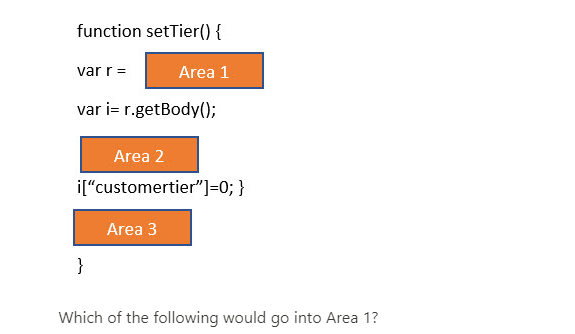 function setTier() {
var r = Area 1
var i= r.getBody();
Area 2
i[“customertier”]=0; }
Area 3
}
Which of the following would go into Area 1?